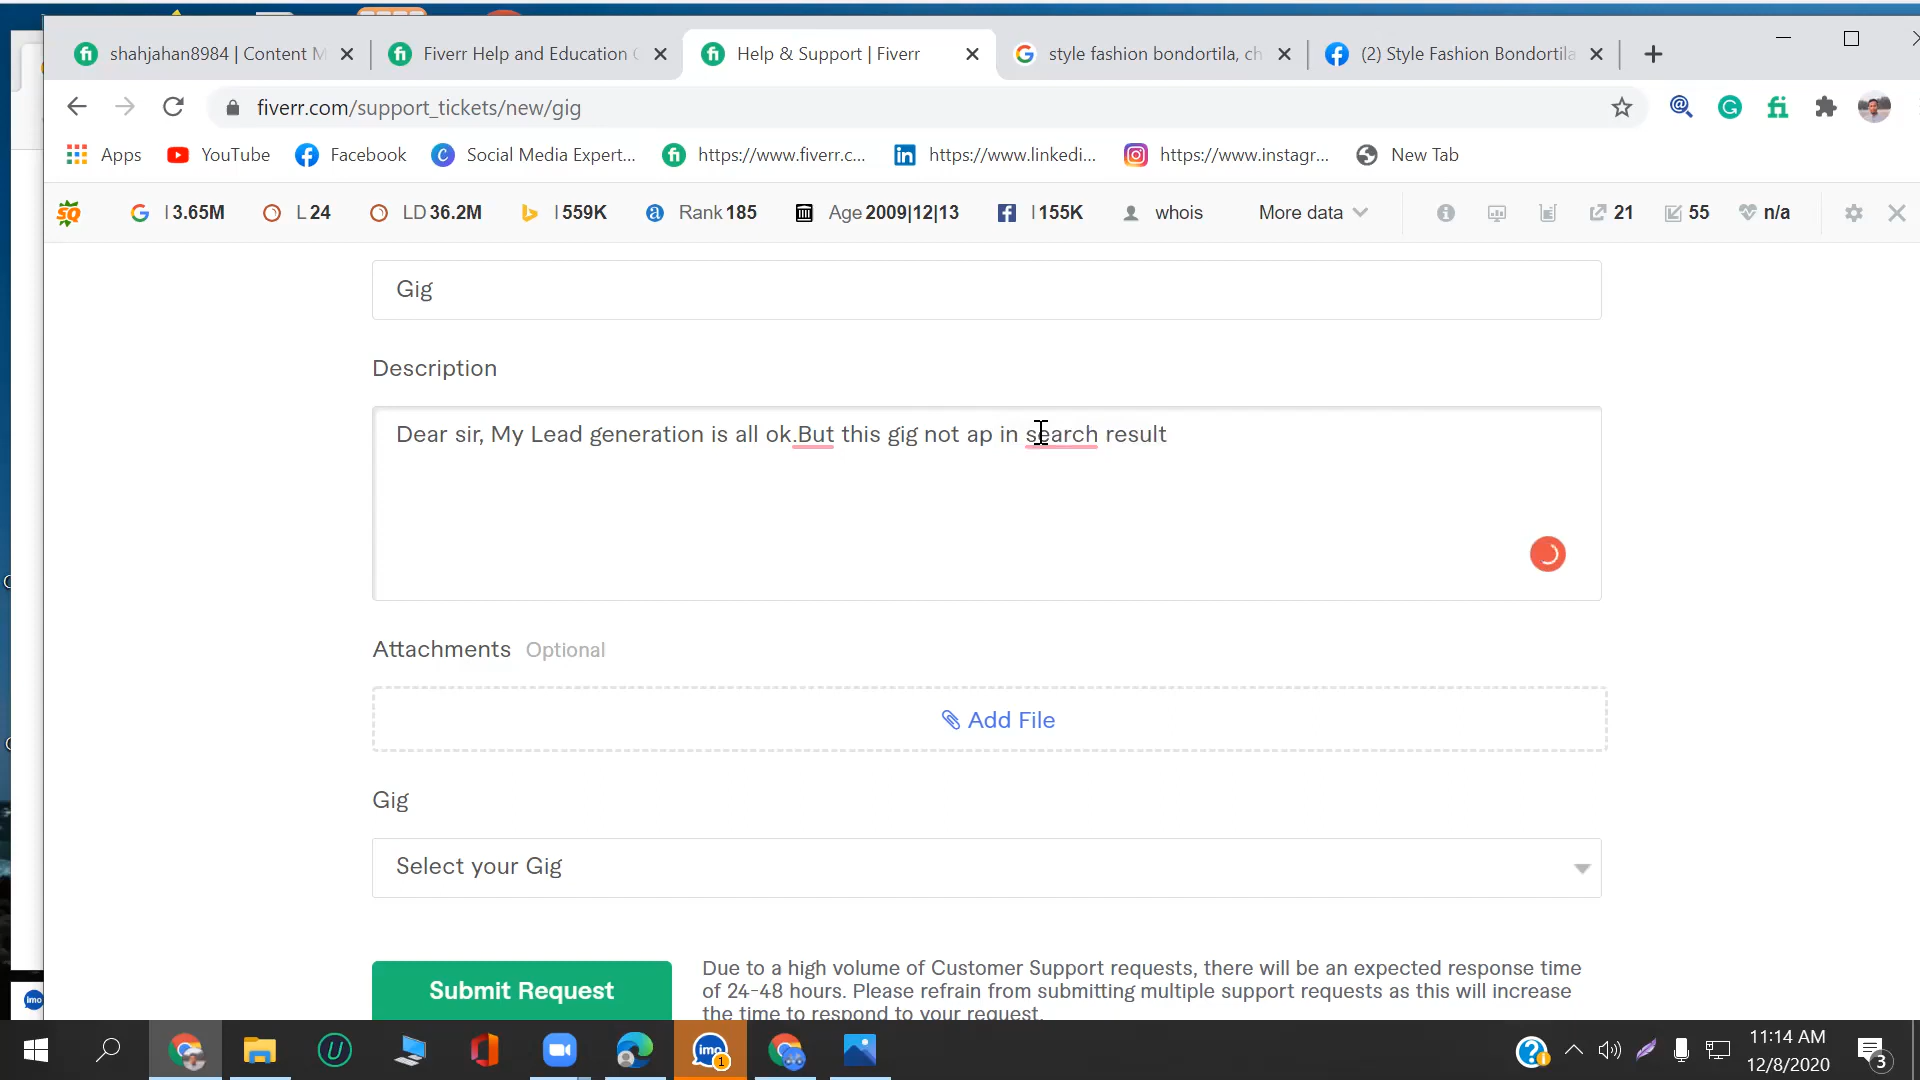 shahjahan8984 | Content M
Fiverr Help and Education
Help & Support | Fiverr
style fashion bondortila, ch
(2) Style Fashion Bondortila
fiverr.com/support_tickets/new/gig
Apps
YouTube
Facebook
Social Media Expert...
https://www.fiverr.c...
https://www.linkedi...
https://www.instagr...
New Tab
SQ
I 3.65M
L 24
LD 36.2M
I 559K
Rank 185
Age 2009|12|13
I 155K
whois
More data
21
55
n/a
Gig
Description
Dear sir, My Lead generation is all ok.But this gig not ap in search result
Attachments Optional
Add File
Gig
Select your Gig
Submit Request
Due to a high volume of Customer Support requests, there will be an expected response time
of 24-48 hours. Please refrain from submitting multiple support requests as this will increase
the time to respond to your request.
imo
imo
1
11:14 AM
12/8/2020
3